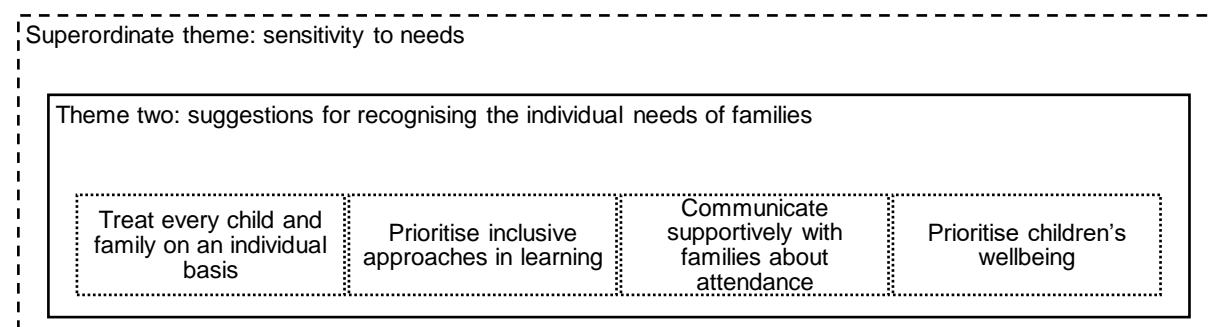 Superordinate theme: sensitivity to needs
Theme two: suggestions for recognising the individual needs of families
Treat every child and
family on an individual
basis
Prioritise inclusive
approaches in learning
Communicate
supportively with
families about
attendance
Prioritise children’s
wellbeing